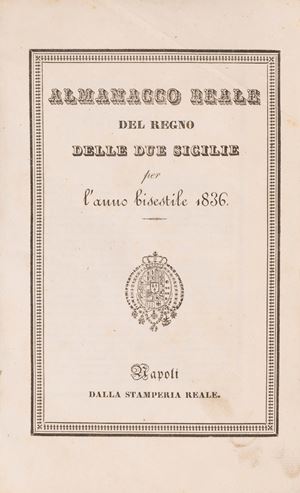 ALMANACCO REALE
DEL REGNO
DELLE DUE SICILIE
per
l'anno bisestile 1836.
Napoli
DALLA STAMPERIA REALE.